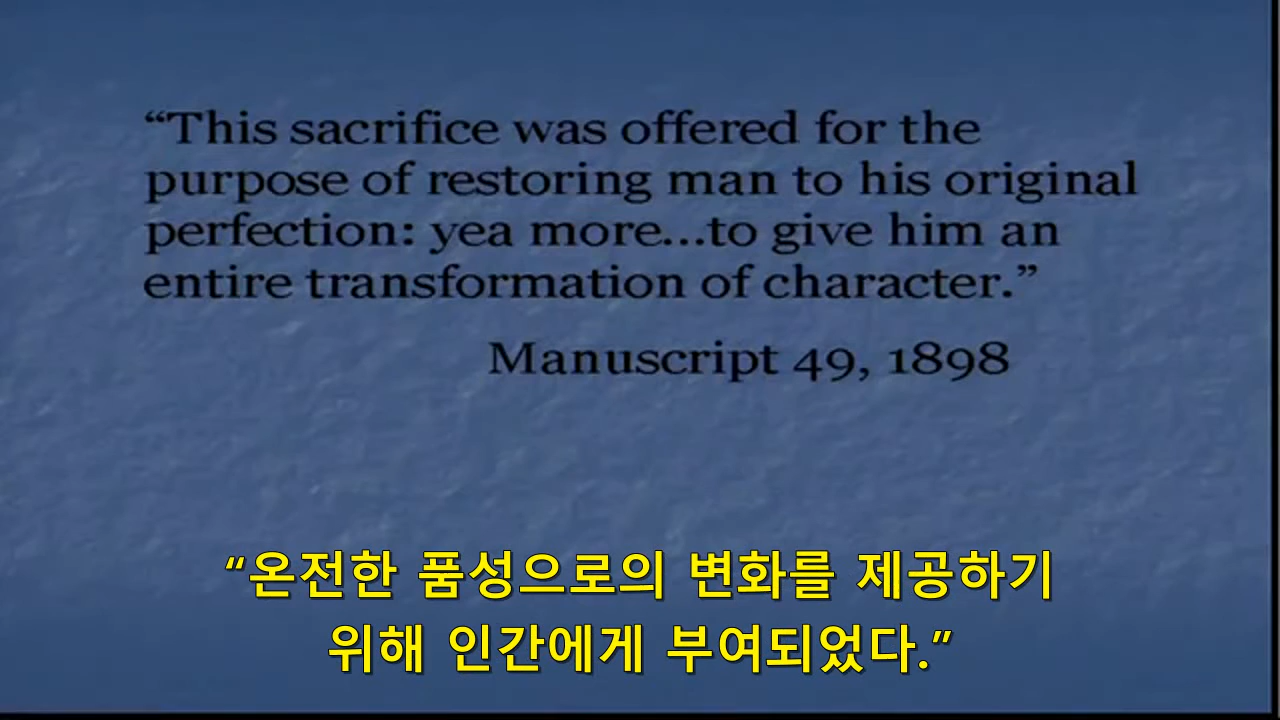 “This sacrifice was offered for the
purpose of restoring man to his original
perfection: yea more...to give him an
entire transformation of character.”
Manuscript 49, 1898
“온전한 품성으로의 변화를 제공하기
위해 인간에게 부여되었다.”